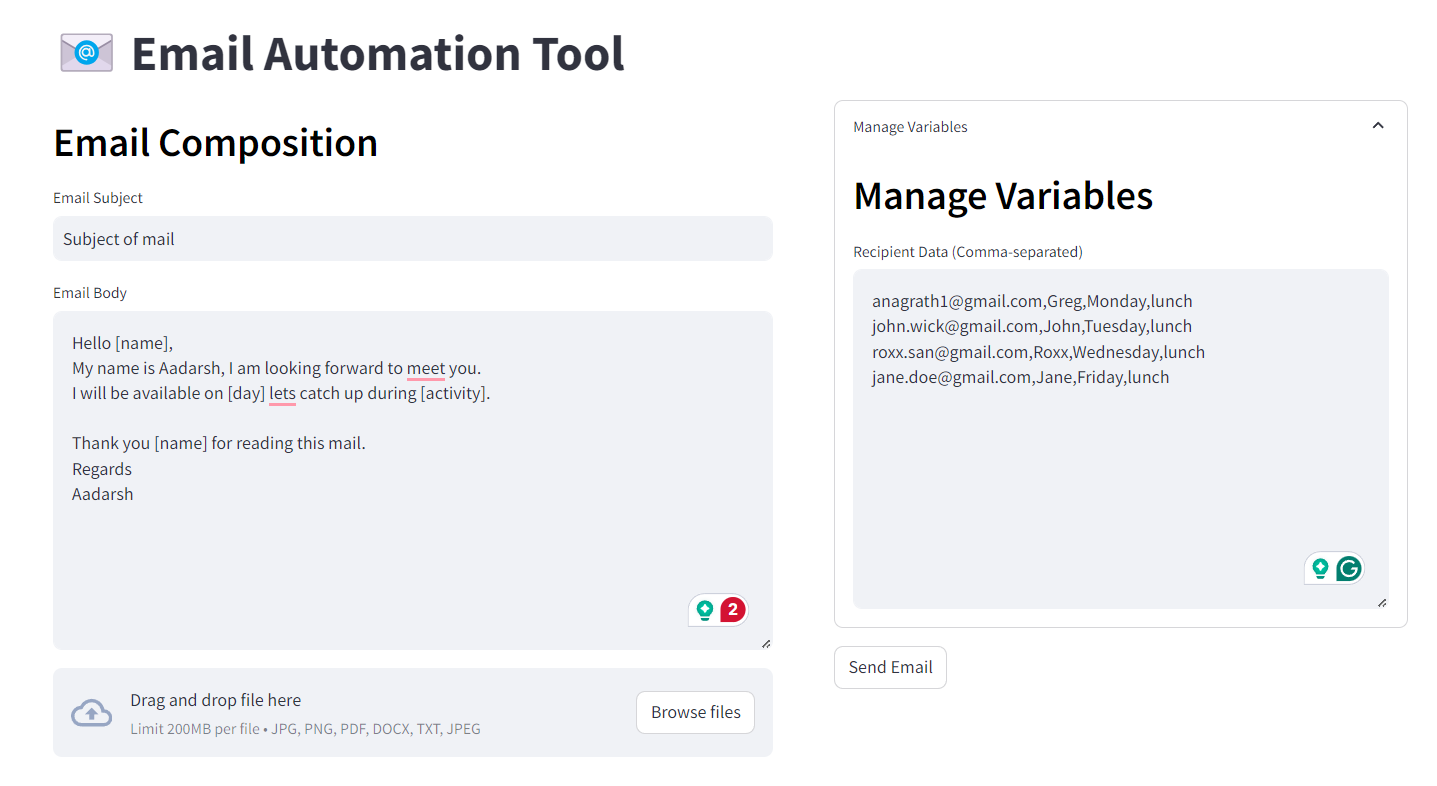 Email Automation Tool
Email Composition
Email Subject
Subject of mail
Email Body
Hello [name],
My name is Aadarsh, I am looking forward to meet you.
I will be available on [day] lets catch up during [activity].
Thank you [name] for reading this mail.
Regards
Aadarsh
2
Drag and drop file here
Limit 200MB per file • JPG, PNG, PDF, DOCX, TXT, JPEG
Browse files
Manage Variables
Manage Variables
Recipient Data (Comma-separated)
anagrath1@gmail.com,Greg,Monday,lunch
john.wick@gmail.com,John,Tuesday,lunch
roxx.san@gmail.com,Roxx,Wednesday,lunch
jane.doe@gmail.com,Jane,Friday,lunch
Send Email